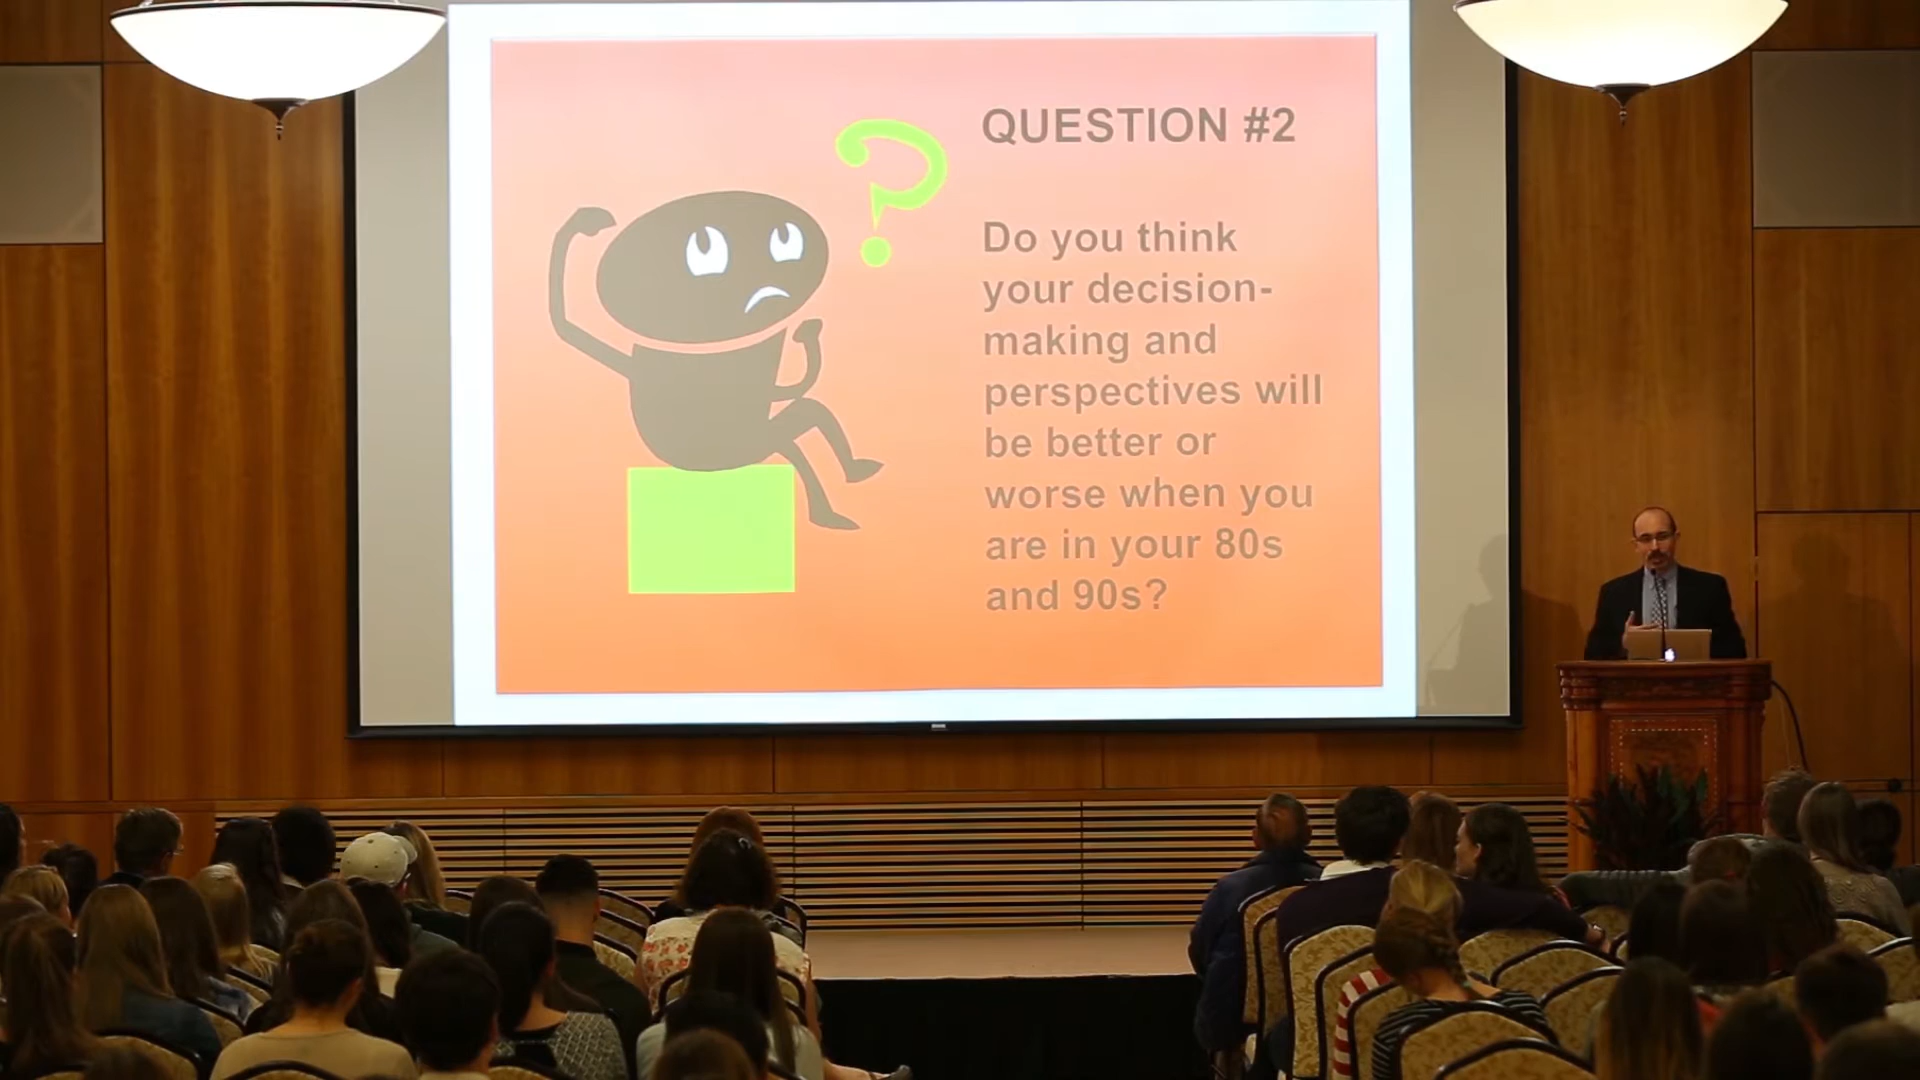 QUESTION #2
Do you think
your decision-
making and
perspectives will
be better or
worse when you
are in your 80s
and 90s?